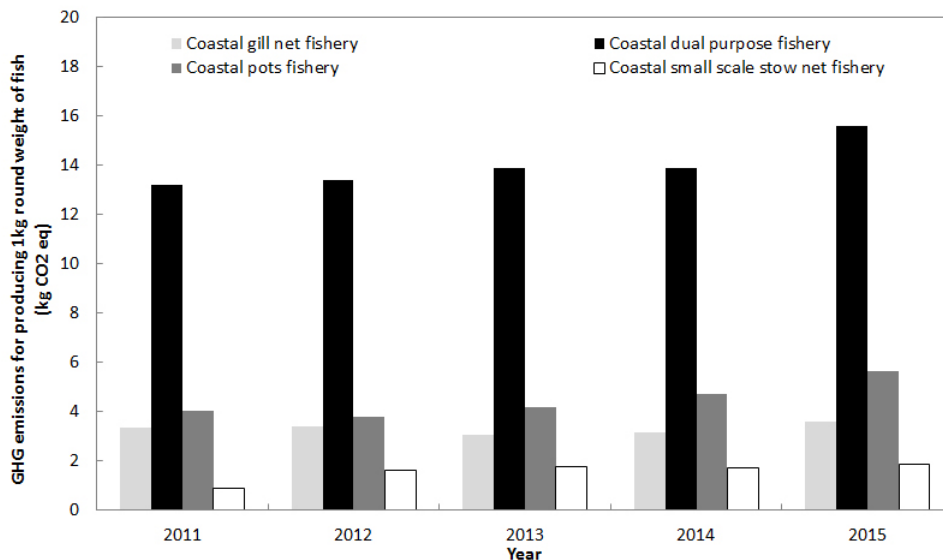 GHG emissions for producing 1kg round weight of fish
(kg CO2 eq)
20
18
16
14
12
10
8
6
4
2
0
Coastal gill net fishery
Coastal dual purpose fishery
Coastal pots fishery
Coastal small scale stow net fishery
2011
2012
2013
2014
2015
Year